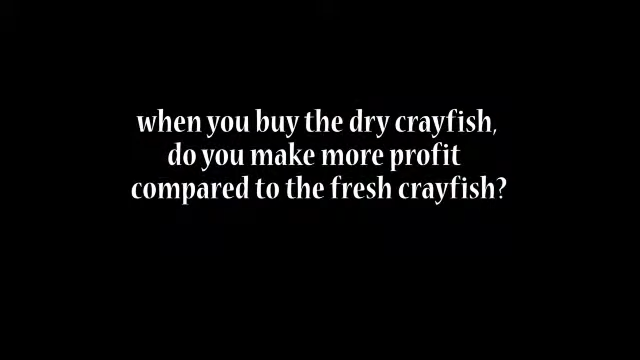 when you buy the dry crayfish,
do you make more profit
compared to the fresh crayfish?